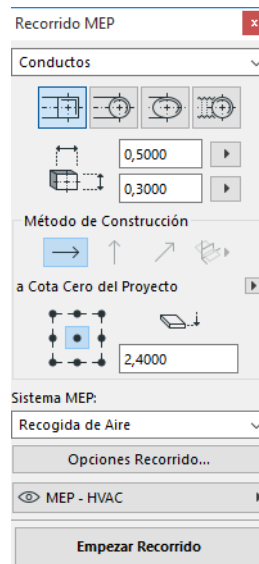 Recorrido MEP
x
Conductos
0,5000
0,3000
Método de Construcción
a Cota Cero del Proyecto
2,4000
Sistema MEP:
Recogida de Aire
Opciones Recorrido...
MEP - HVAC
Empezar Recorrido